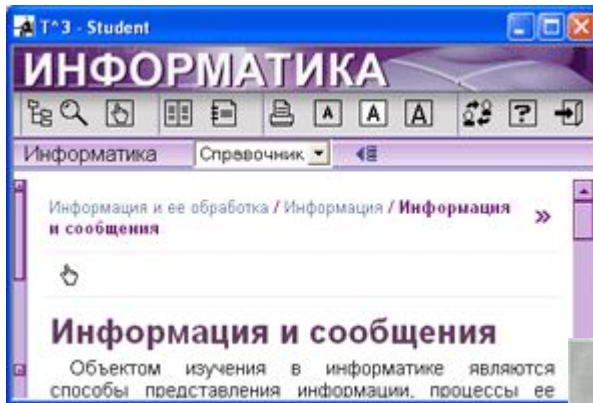 T^3 - Student
ИНФОРМАТИКА
A A A ?
Информатика Справочник
Информация и ее обработка / Информация / Информация »
и сообщения
Информация и сообщения
Объектом изучения в информатике являются
способы представления информации, процессы ее